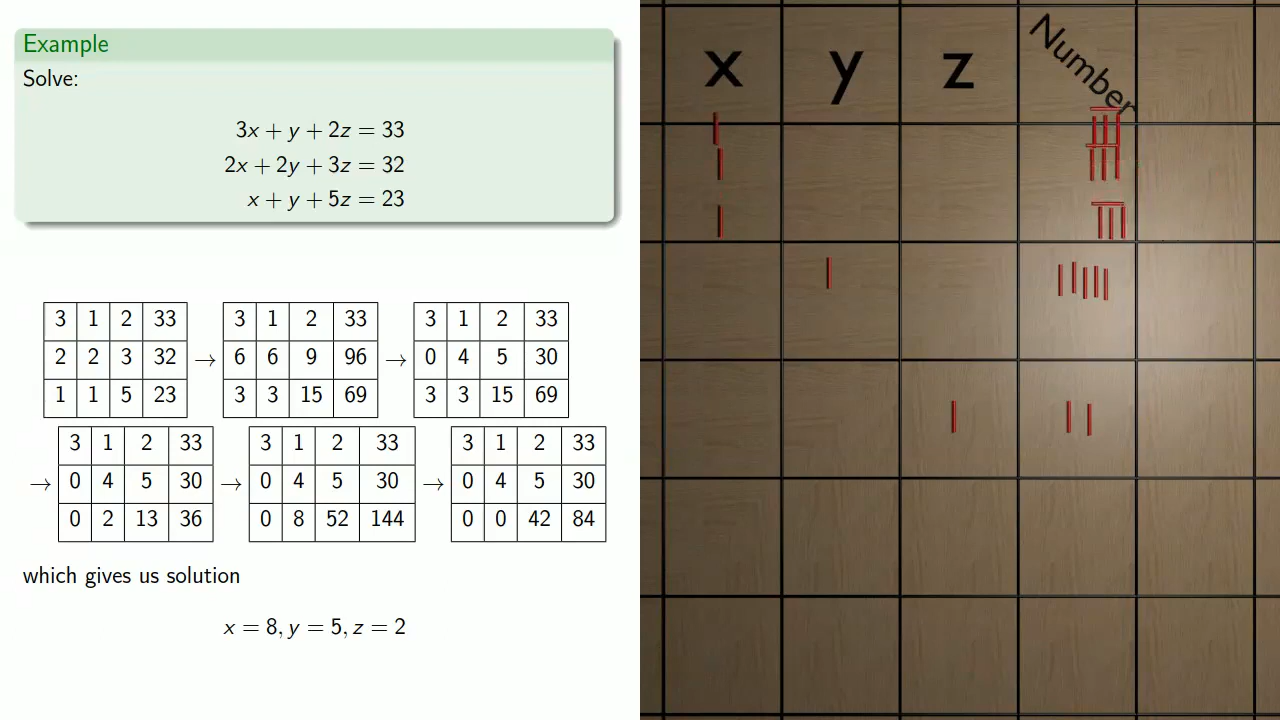 Example
Solve:
3x + y + 2z = 33
2x + 2y + 3z = 32
x + y + 5z = 23
3 1 2 33
2 2 3 32
1 1 5 23
→
3 1 2 33
6 6 9 96
3 3 15 69
→
3 1 2 33
0 4 5 30
3 3 15 69
→
3 1 2 33
0 4 5 30
0 2 13 36
→
3 1 2 33
0 4 5 30
0 8 52 144
→
3 1 2 33
0 4 5 30
0 0 42 84
which gives us solution
x = 8, y = 5, z = 2
x y z Number